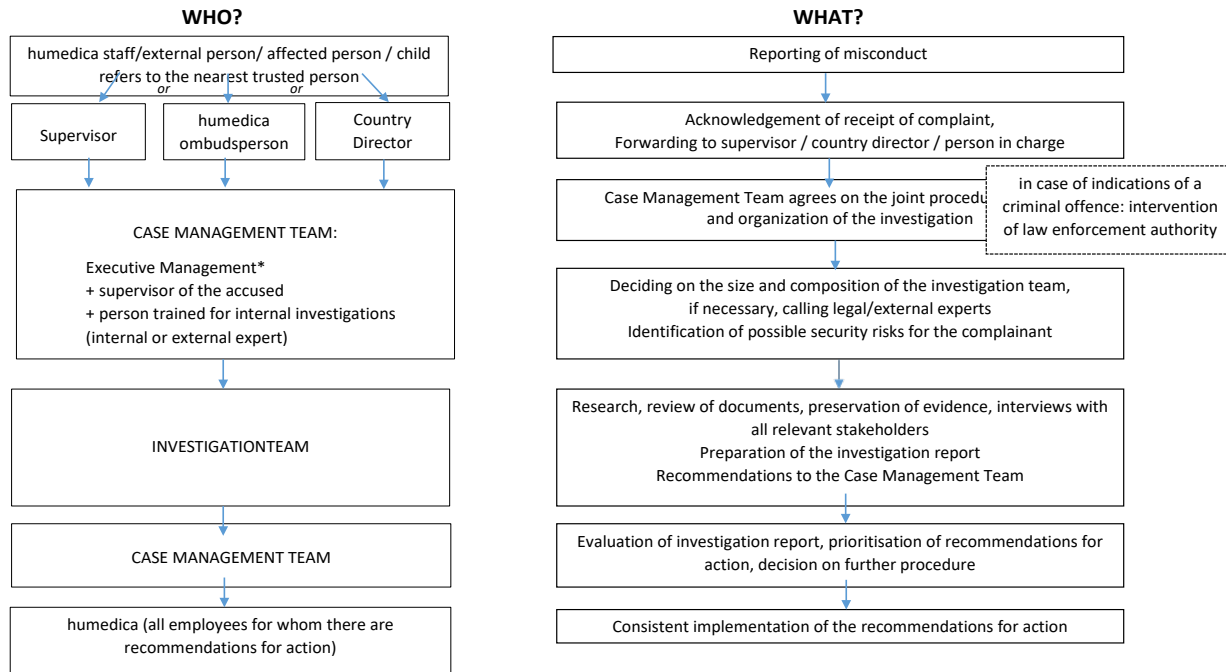 WHO?
humedica staff/external person/ affected person / child
refers to the nearest trusted person
or
or
Supervisor
humedica
ombudsperson
Country
Director
CASE MANAGEMENT TEAM:
Executive Management*
+ supervisor of the accused
+ person trained for internal investigations
(internal or external expert)
INVESTIGATIONTEAM
CASE MANAGEMENT TEAM
humedica (all employees for whom there are
recommendations for action)
WHAT?
Reporting of misconduct
Acknowledgement of receipt of complaint,
Forwarding to supervisor / country director / person in charge
Case Management Team agrees on the joint procedu
and organization of the investigation
in case of indications of a
criminal offence: intervention
of law enforcement authority
Deciding on the size and composition of the investigation team,
if necessary, calling legal/external experts
Identification of possible security risks for the complainant
Research, review of documents, preservation of evidence, interviews with
all relevant stakeholders
Preparation of the investigation report
Recommendations to the Case Management Team
Evaluation of investigation report, prioritisation of recommendations for
action, decision on further procedure
Consistent implementation of the recommendations for action